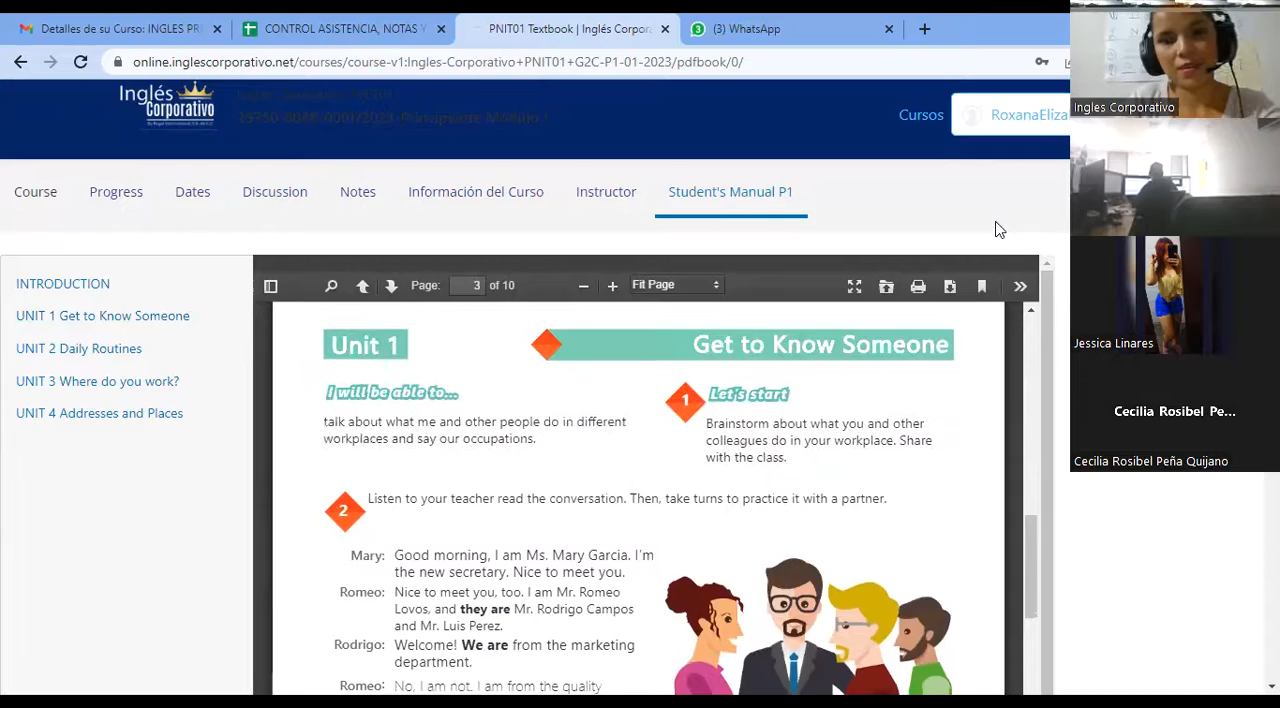 Detalles de su Curso: INGLES PRI
CONTROL ASISTENCIA, NOTAS Y
PNIT01 Textbook | Inglés Corpor
(3) WhatsApp
online.inglescorporativo.net/courses/course-v1:Ingles-Corporativo+PNIT01+G2C-P1-01-2023/pdfbook/0/
Inglés
Corporativo
Cursos
RoxanaEliza
Course
Progress
Dates
Discussion
Notes
Información del Curso
Instructor
Student's Manual P1
INTRODUCTION
UNIT 1 Get to Know Someone
UNIT 2 Daily Routines
UNIT 3 Where do you work?
UNIT 4 Addresses and Places
Page: 3 of 10
Fit Page
Unit 1
Get to Know Someone
I will be able to...
talk about what me and other people do in different
workplaces and say our occupations.
1
Let's start
Brainstorm about what you and other
colleagues do in your workplace. Share
with the class.
2
Listen to your teacher read the conversation. Then, take turns to practice it with a partner.
Mary: Good morning, I am Ms. Mary Garcia. I'm
the new secretary. Nice to meet you.
Romeo: Nice to meet you, too. I am Mr. Romeo
Lovos, and they are Mr. Rodrigo Campos
and Mr. Luis Perez.
Rodrigo: Welcome! We are from the marketing
department.
Romeo: No, I am not. I am from the quality
Ingles Corporativo
Jessica Linares
Cecilia Rosibel Pe...
Cecilia Rosibel Peña Quijano